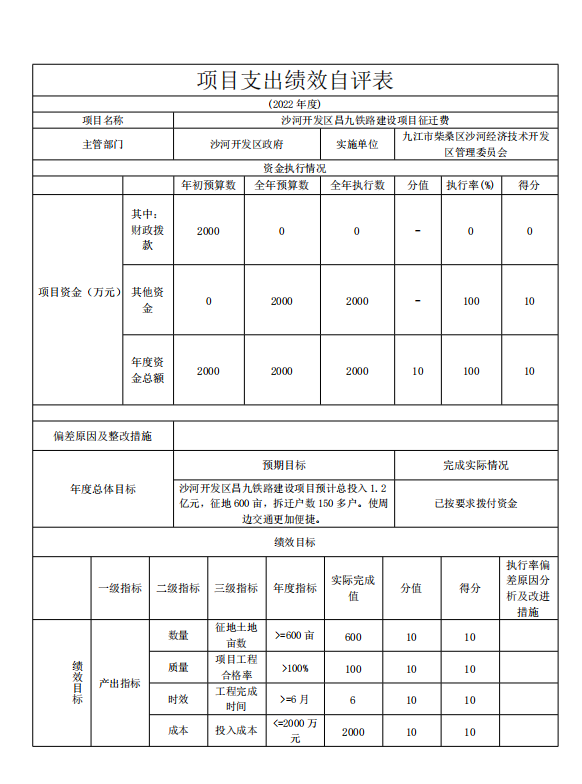 项目支出绩效自评表
(2022 年度)
项目名称 沙河开发区昌九铁路建设项目征迁费
主管部门 沙河开发区政府 实施单位 九江市柴桑区沙河经济技术开发
区管理委员会
资金执行情况
年初预算数 全年预算数 全年执行数 分值 执行率(%) 得分
项目资金（万元）
其中：
财政拨
款
2000 0 0 - 0 0
其他资
金
0 2000 2000 - 100 10
年度资
金总额
2000 2000 2000 10 100 10
偏差原因及整改措施
年度总体目标
预期目标 完成实际情况
沙河开发区昌九铁路建设项目预计总投入 1.2
亿元，征地 600 亩，拆迁户数 150 多户。使周
边交通更加便捷。
已按要求拨付资金
绩效目标
一级指标 二级指标 三级指标 年度指标 实际完成
值
分值 得分 执行率偏
差原因分
析及改进
措施
绩效目标
产出指标
数量 征地土地
亩数
>=600 亩 600 10 10
质量 项目工程
合格率
>100% 100 10 10
时效 工程完成
时间
>=6 月 6 10 10
成本 投入成本 <=2000 万
元
2000 10 10